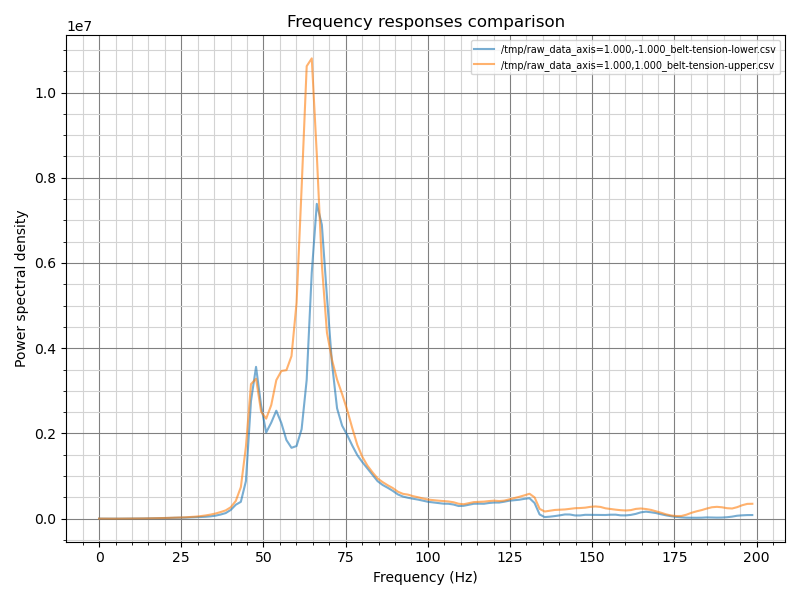 Frequency responses comparison
1e7
/tmp/raw_data_axis=1.000,-1.000_belt-tension-lower.csv
/tmp/raw_data_axis=1.000,1.000_belt-tension-upper.csv
1.0
0.8
0.6
0.4
0.2
0.0
Power spectral density
0 25 50 75 100 125 150 175 200
Frequency (Hz)